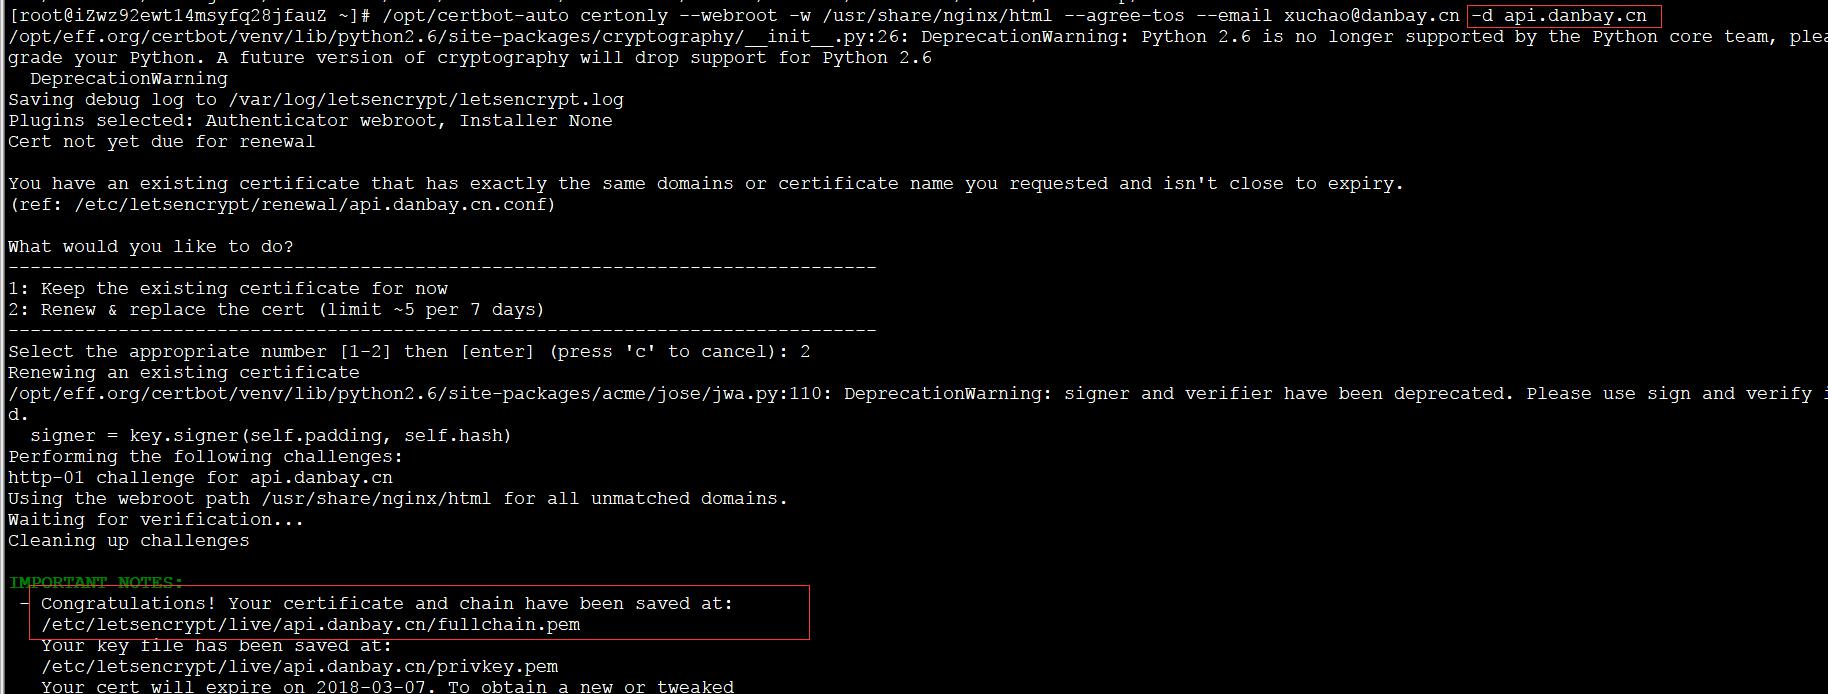 [root@iZwz92ewt14msyfq28jfauZ ~]# /opt/certbot-auto certonly --webroot -w /usr/share/nginx/html --agree-tos --email xuchao@danbay.cn -d api.danbay.cn
/opt/eff.org/certbot/venv/lib/python2.6/site-packages/cryptography/__init__.py:26: DeprecationWarning: Python 2.6 is no longer supported by the Python core team, plea
grade your Python. A future version of cryptography will drop support for Python 2.6
  DeprecationWarning
Saving debug log to /var/log/letsencrypt/letsencrypt.log
Plugins selected: Authenticator webroot, Installer None
Cert not yet due for renewal
You have an existing certificate that has exactly the same domains or certificate name you requested and isn't close to expiry.
(ref: /etc/letsencrypt/renewal/api.danbay.cn.conf)
What would you like to do?
-------------------------------------------------------------------------------
1: Keep the existing certificate for now
2: Renew & replace the cert (limit ~5 per 7 days)
-------------------------------------------------------------------------------
Select the appropriate number [1-2] then [enter] (press 'c' to cancel): 2
Renewing an existing certificate
/opt/eff.org/certbot/venv/lib/python2.6/site-packages/acme/jose/jwa.py:110: DeprecationWarning: signer and verifier have been deprecated. Please use sign and verify i
d.
  signer = key.signer(self.padding, self.hash)
Performing the following challenges:
http-01 challenge for api.danbay.cn
Using the webroot path /usr/share/nginx/html for all unmatched domains.
Waiting for verification...
Cleaning up challenges
IMPORTANT NOTES:
 - Congratulations! Your certificate and chain have been saved at:
   /etc/letsencrypt/live/api.danbay.cn/fullchain.pem
   Your key file has been saved at:
   /etc/letsencrypt/live/api.danbay.cn/privkey.pem
   Your cert will expire on 2018-03-07. To obtain a new or tweaked